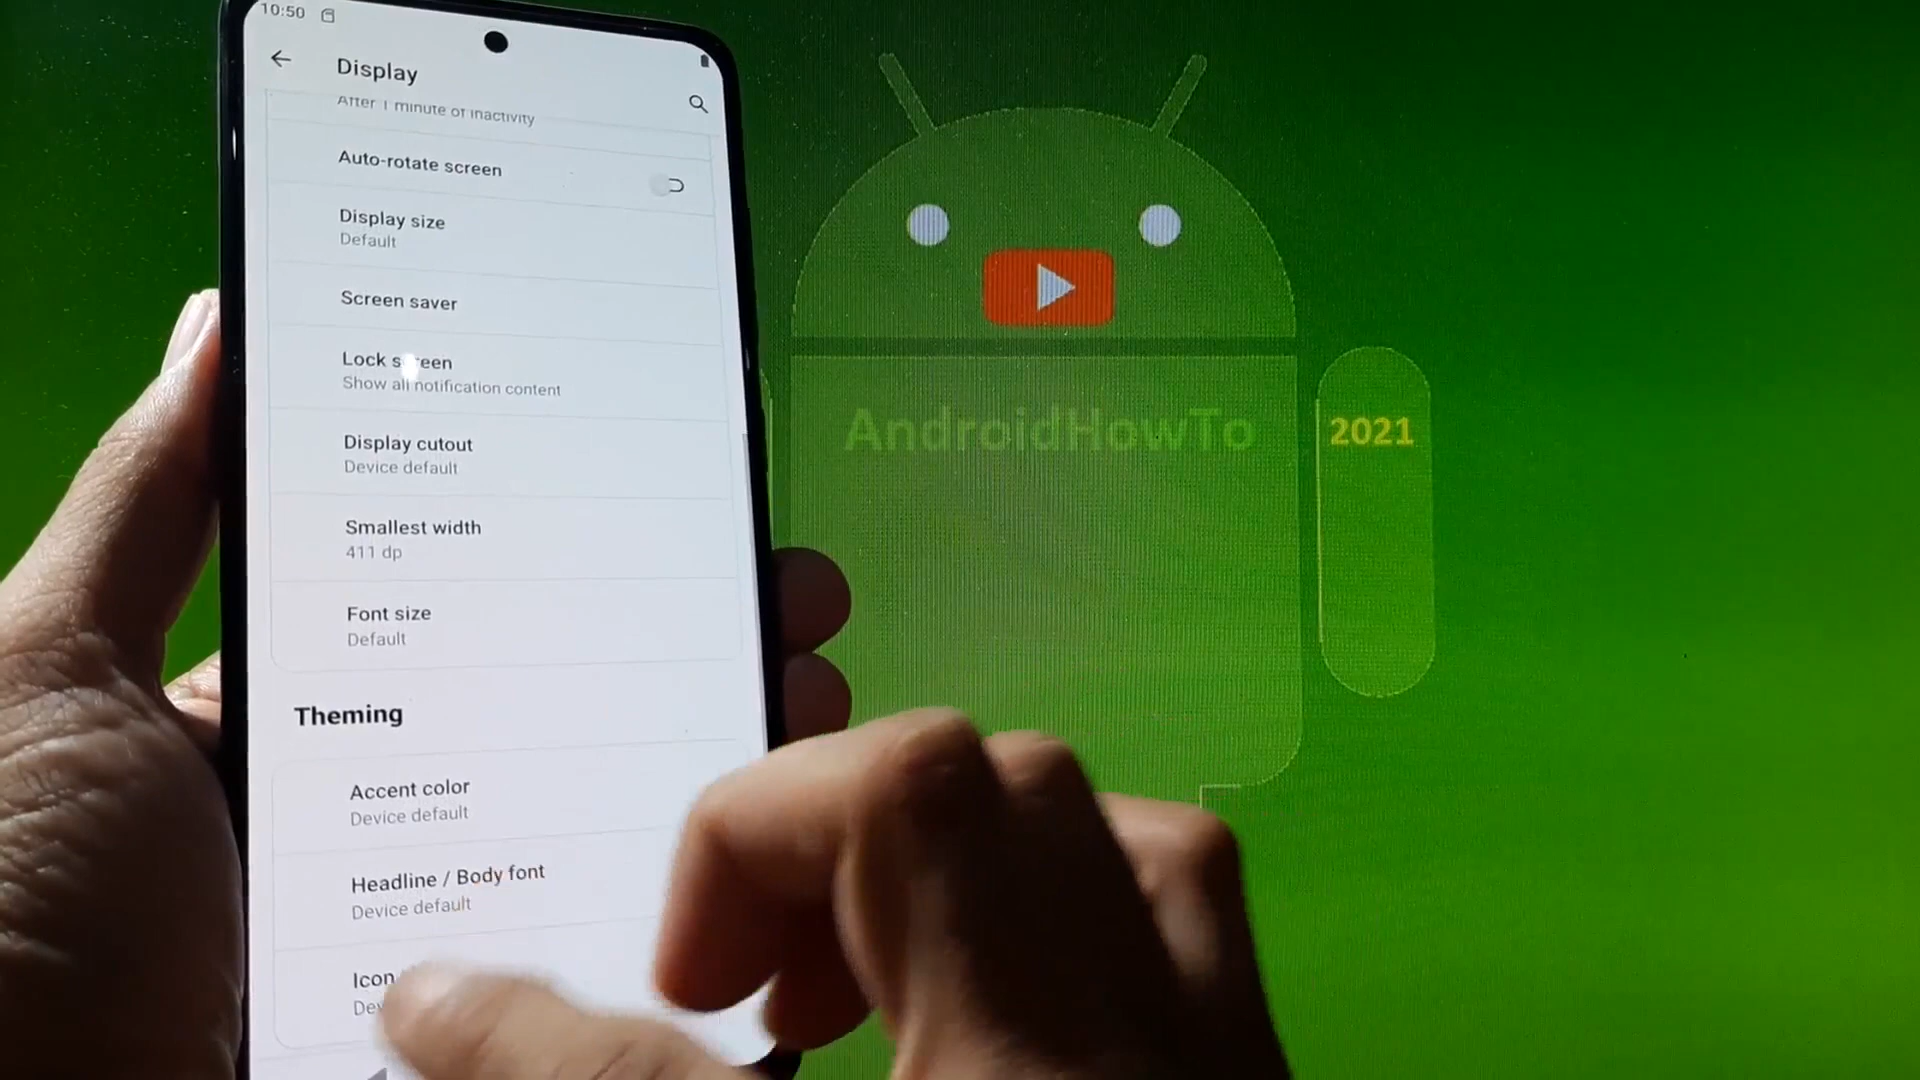 10:50
Display
After 1 minute of inactivity
Auto-rotate screen
Display size
Default
Screen saver
Lock screen
Show all notification content
Display cutout
Device default
Smallest width
411 dp
Font size
Default
Theming
Accent color
Device default
Headline / Body font
Device default
Icon
AndroidHowTo
2021